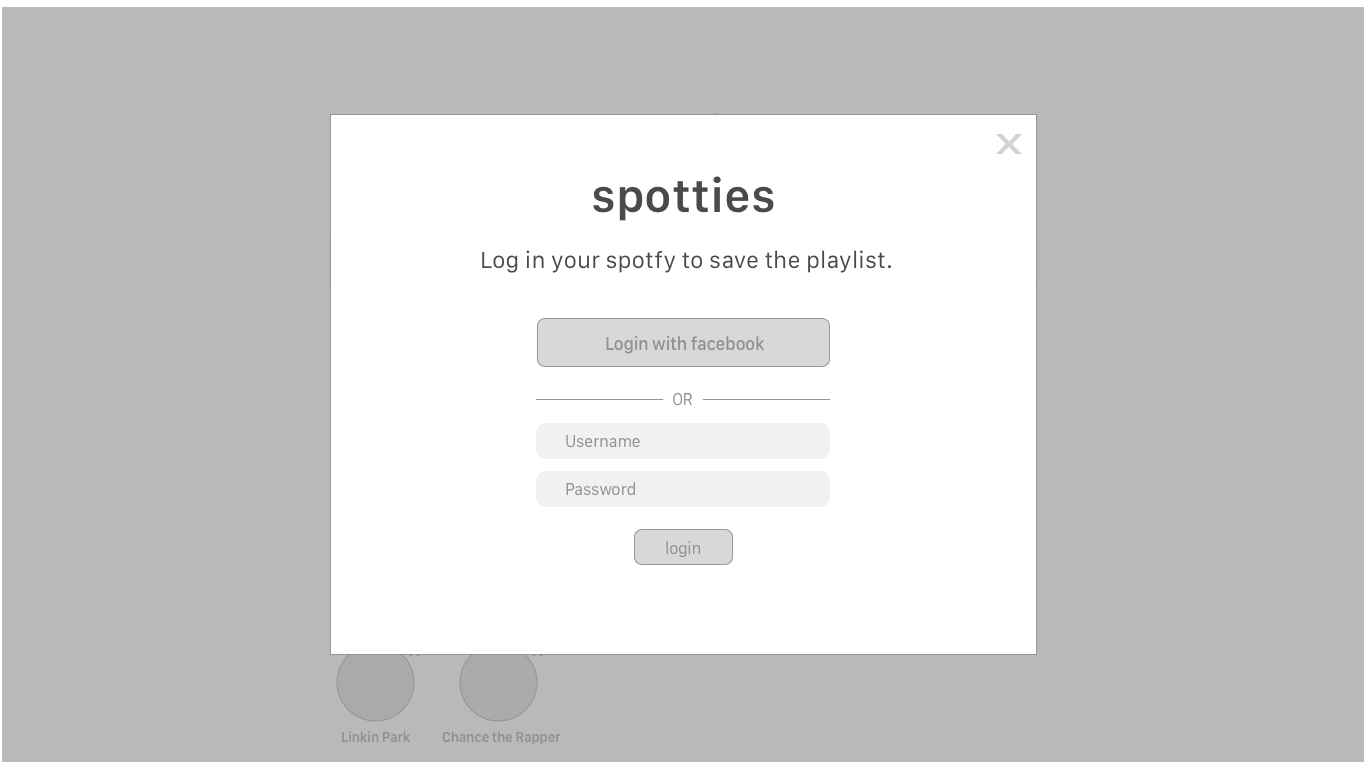 spotties
Log in your spotfy to save the playlist.
Login with facebook
OR
Username
Password
login
Linkin Park
Chance the Rapper